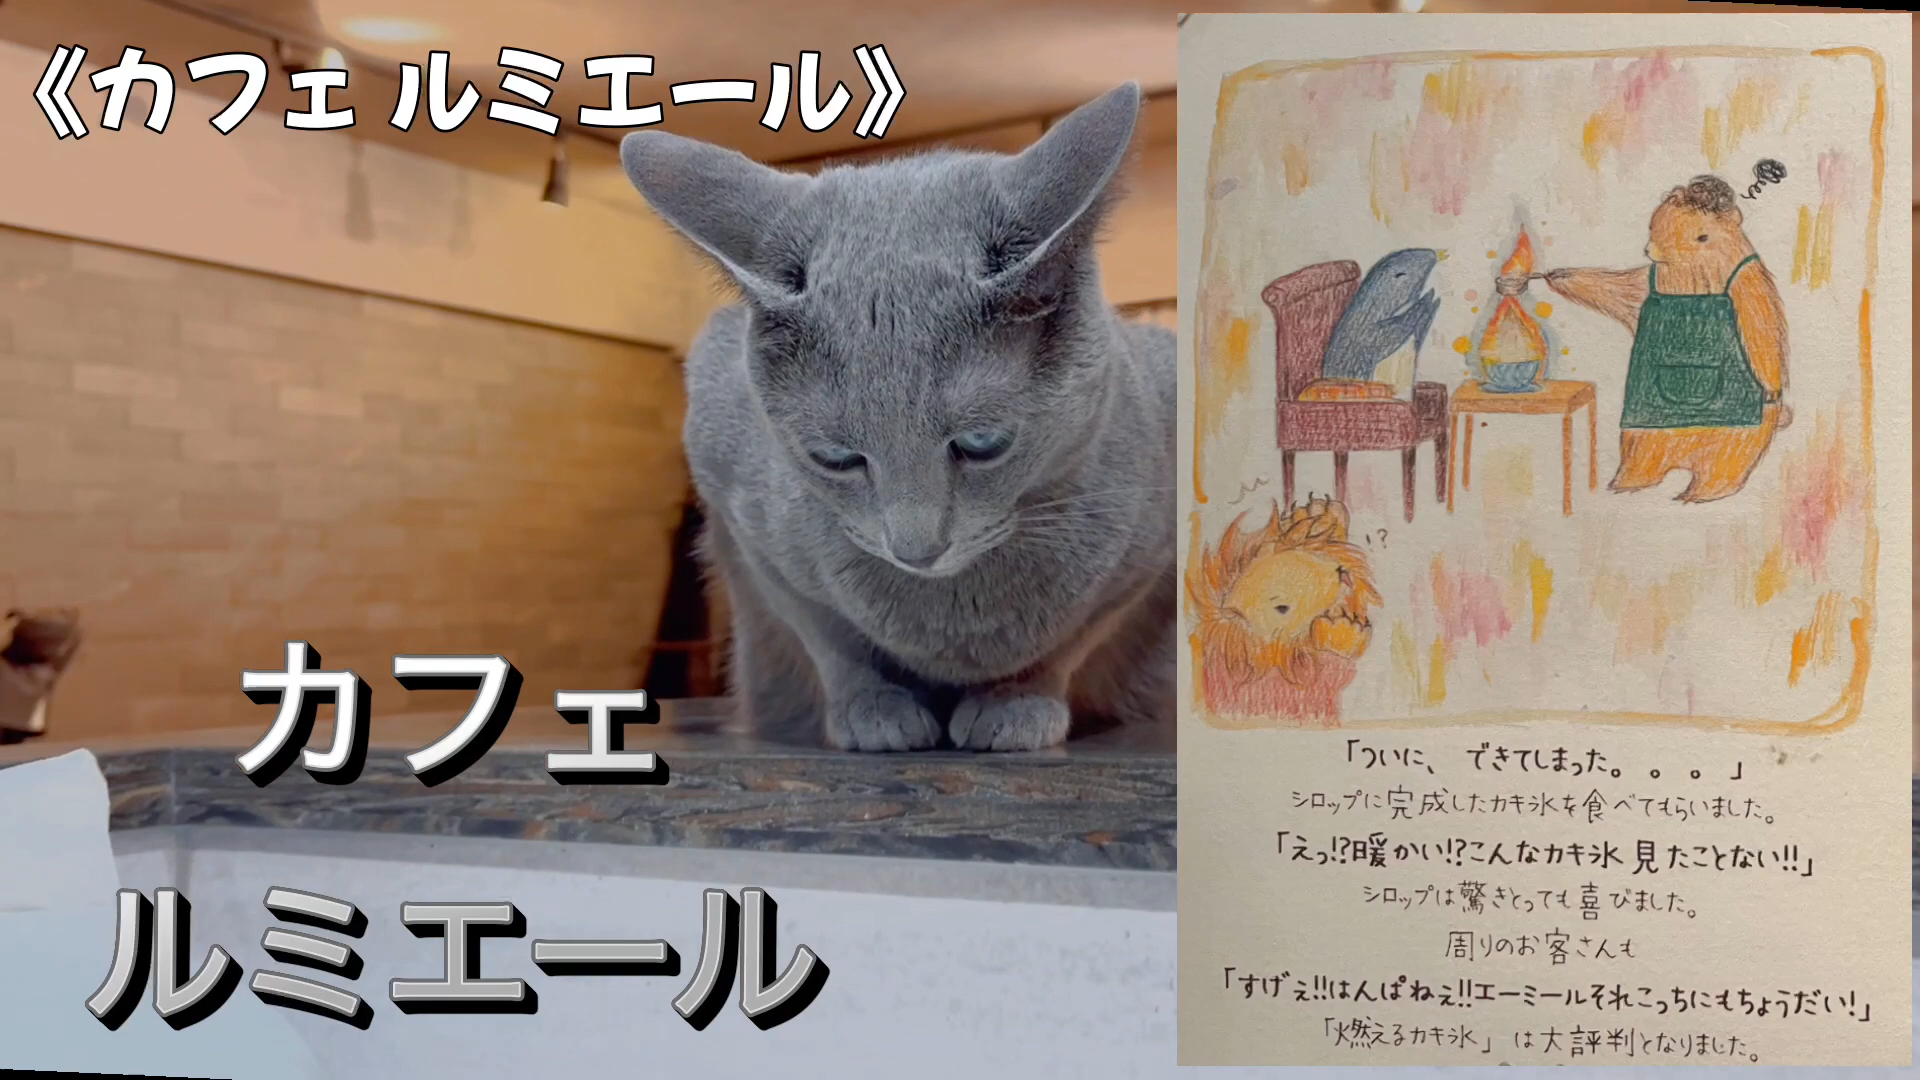 《カフェ ルミエール》
カフェ
ルミエール
!?
「ついに、できてしまった。。。」
シロップに完成したカキ氷を食べてもらいました。
「えっ!?暖かい!?こんなカキ氷見たことない!!」
シロップは驚きとっても喜びました。
周りのお客さんも
「すげぇ!!はんぱねぇ!!エーミールそれこっちにもちょうだい!」
「燃えるカキ氷」は大評判となりました。